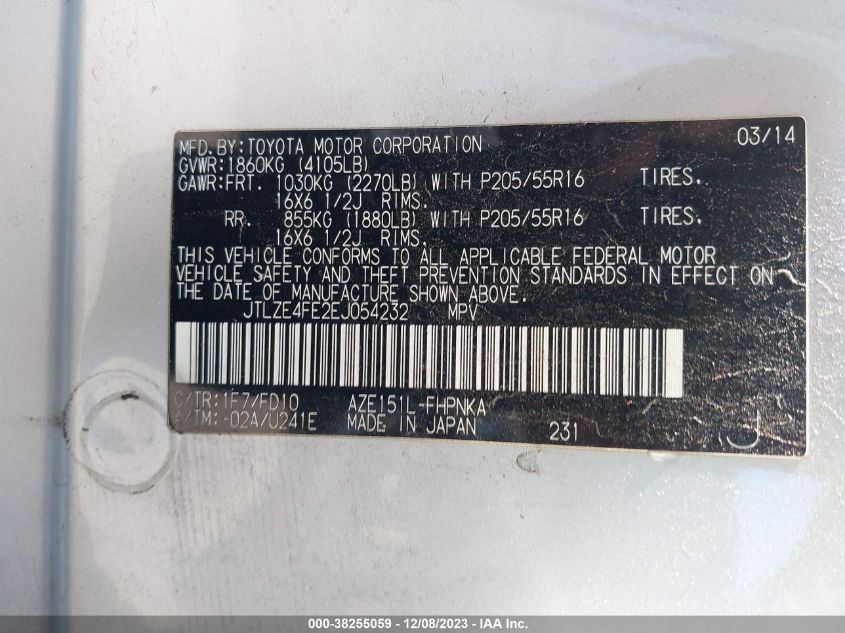 MFD.BY:TOYOTA MOTOR CORPORATION 03/14
GVWR:1860KG (4105LB)
GAWR:FRT. 1030KG (2270LB) WITH P205/55R16 TIRES.
16X6 1/2J RIMS.
RR. 855KG (1880LB) WITH P205/55R16 TIRES.
16X6 1/2J RIMS.
THIS VEHICLE CONFORMS TO ALL APPLICABLE FEDERAL MOTOR
VEHICLE SAFETY AND THEFT PREVENTION STANDARDS IN EFFECT ON
THE DATE OF MANUFACTURE SHOWN ABOVE.
JTLZE4FE2EJ054232 MPV
C/TR:1F7/FD10 AZE151L-FHPNKA
A/TM:-02A/U241E MADE IN JAPAN 231 J
000-38255059 - 12/08/2023 - IAA Inc.